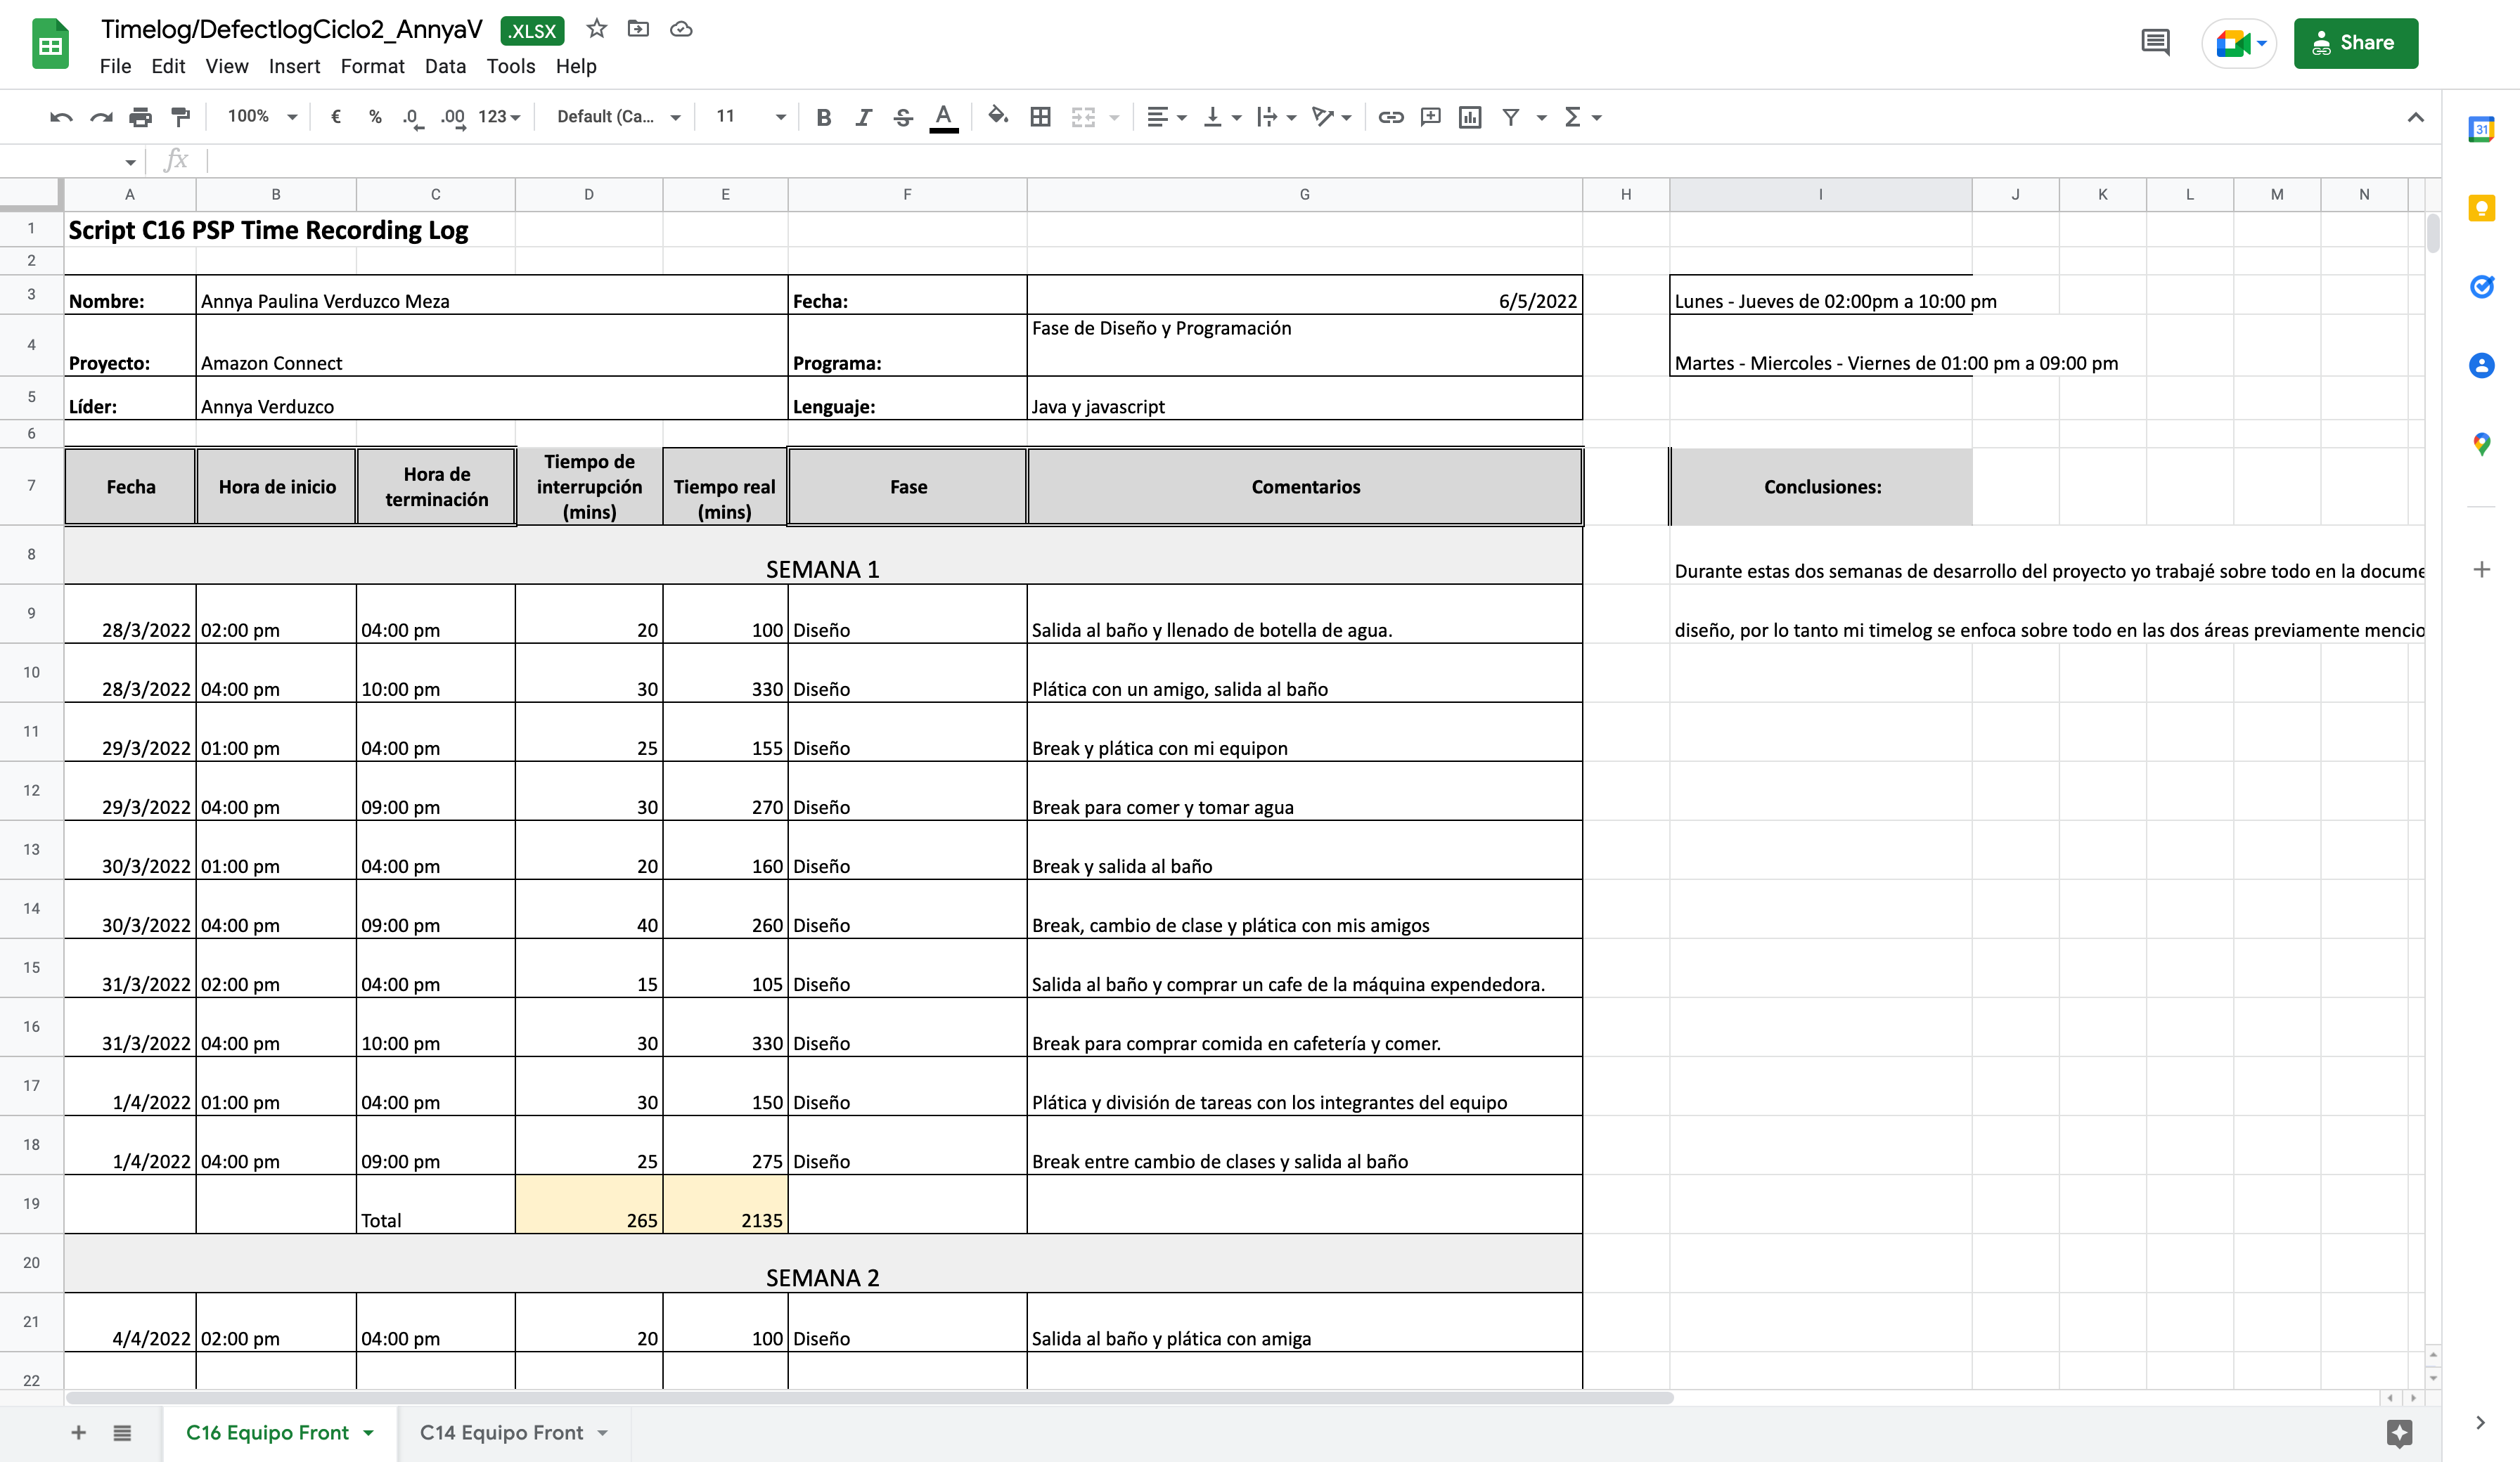 Timelog/DefectlogCiclo2_AnnyaV .XLSX
File Edit View Insert Format Data Tools Help
Share
100% € % .0 .00 123 Default (Ca... 11 B I S A
31
fx
A B C D E F G H I J K L M N
1 Script C16 PSP Time Recording Log
2
3 Nombre: Annya Paulina Verduzco Meza Fecha: 6/5/2022 Lunes - Jueves de 02:00pm a 10:00 pm
4 Proyecto: Amazon Connect Programa: Fase de Diseño y Programación Martes - Miercoles - Viernes de 01:00 pm a 09:00 pm
5 Líder: Annya Verduzco Lenguaje: Java y javascript
6
7 Fecha Hora de inicio Hora de terminación Tiempo de interrupción (mins) Tiempo real (mins) Fase Comentarios Conclusiones:
8 SEMANA 1 Durante estas dos semanas de desarrollo del proyecto yo trabajé sobre todo en la docume
9 28/3/2022 02:00 pm 04:00 pm 20 100 Diseño Salida al baño y llenado de botella de agua. diseño, por lo tanto mi timelog se enfoca sobre todo en las dos áreas previamente mencio
10 28/3/2022 04:00 pm 10:00 pm 30 330 Diseño Plática con un amigo, salida al baño
11 29/3/2022 01:00 pm 04:00 pm 25 155 Diseño Break y plática con mi equipon
12 29/3/2022 04:00 pm 09:00 pm 30 270 Diseño Break para comer y tomar agua
13 30/3/2022 01:00 pm 04:00 pm 20 160 Diseño Break y salida al baño
14 30/3/2022 04:00 pm 09:00 pm 40 260 Diseño Break, cambio de clase y plática con mis amigos
15 31/3/2022 02:00 pm 04:00 pm 15 105 Diseño Salida al baño y comprar un cafe de la máquina expendedora.
16 31/3/2022 04:00 pm 10:00 pm 30 330 Diseño Break para comprar comida en cafetería y comer.
17 1/4/2022 01:00 pm 04:00 pm 30 150 Diseño Plática y división de tareas con los integrantes del equipo
18 1/4/2022 04:00 pm 09:00 pm 25 275 Diseño Break entre cambio de clases y salida al baño
19 Total 265 2135
20 SEMANA 2
21 4/4/2022 02:00 pm 04:00 pm 20 100 Diseño Salida al baño y plática con amiga
22
C16 Equipo Front C14 Equipo Front